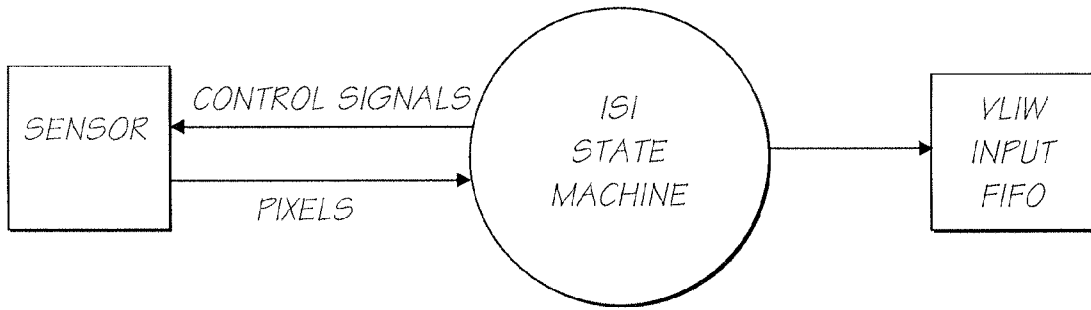 SENSOR
CONTROL SIGNALS
PIXELS
ISI
STATE
MACHINE
VLIW
INPUT
FIFO